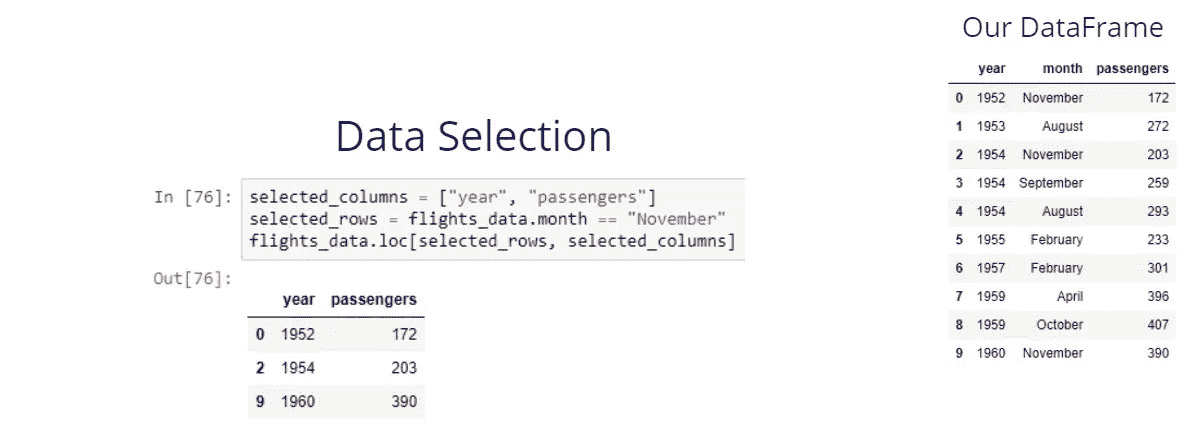 Data Selection
In [76]:
selected_columns = ["year", "passengers"]
selected_rows = flights_data.month == "November"
flights_data.loc[selected_rows, selected_columns]
Out[76]:
year passengers
0 1952 172
2 1954 203
9 1960 390
Our DataFrame
year month passengers
0 1952 November 172
1 1953 August 272
2 1954 November 203
3 1954 September 259
4 1954 August 293
5 1955 February 233
6 1957 February 301
7 1959 April 396
8 1959 October 407
9 1960 November 390